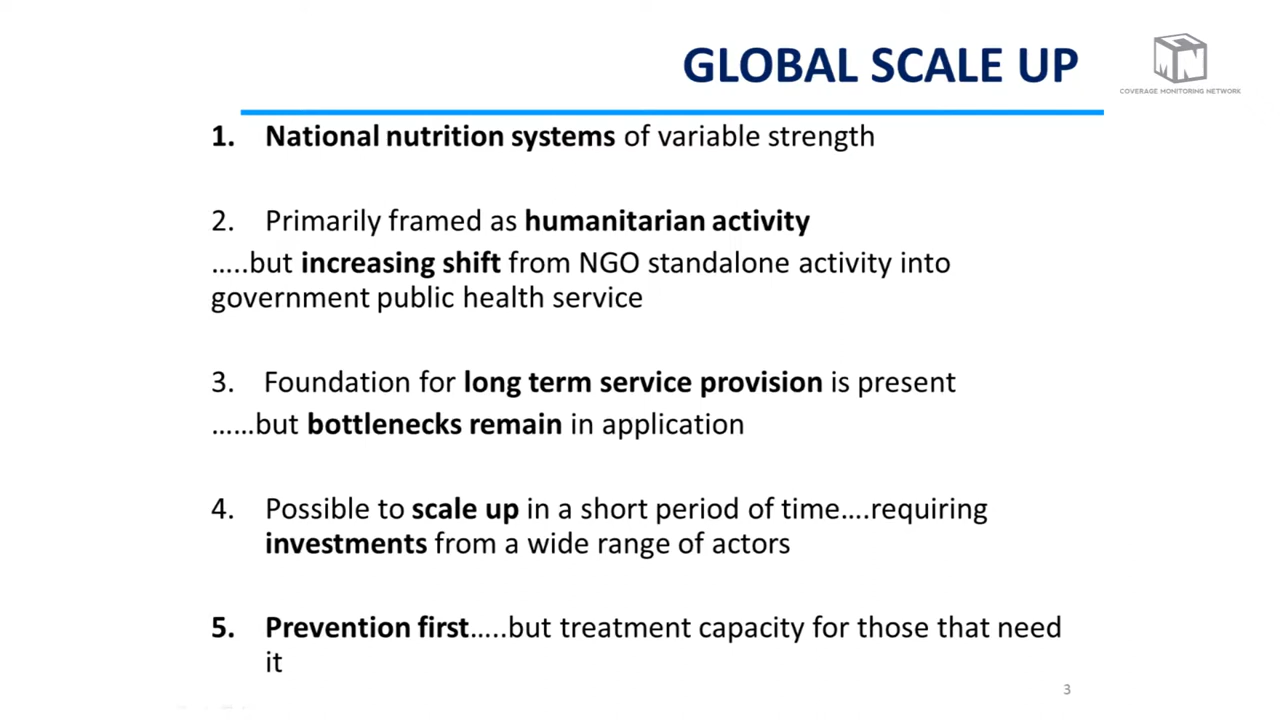 GLOBAL SCALE UP
COVERAGE MONITORING NETWORK
1. National nutrition systems of variable strength
2. Primarily framed as humanitarian activity
…..but increasing shift from NGO standalone activity into
government public health service
3. Foundation for long term service provision is present
……but bottlenecks remain in application
4. Possible to scale up in a short period of time….requiring
investments from a wide range of actors
5. Prevention first…..but treatment capacity for those that need
it
3